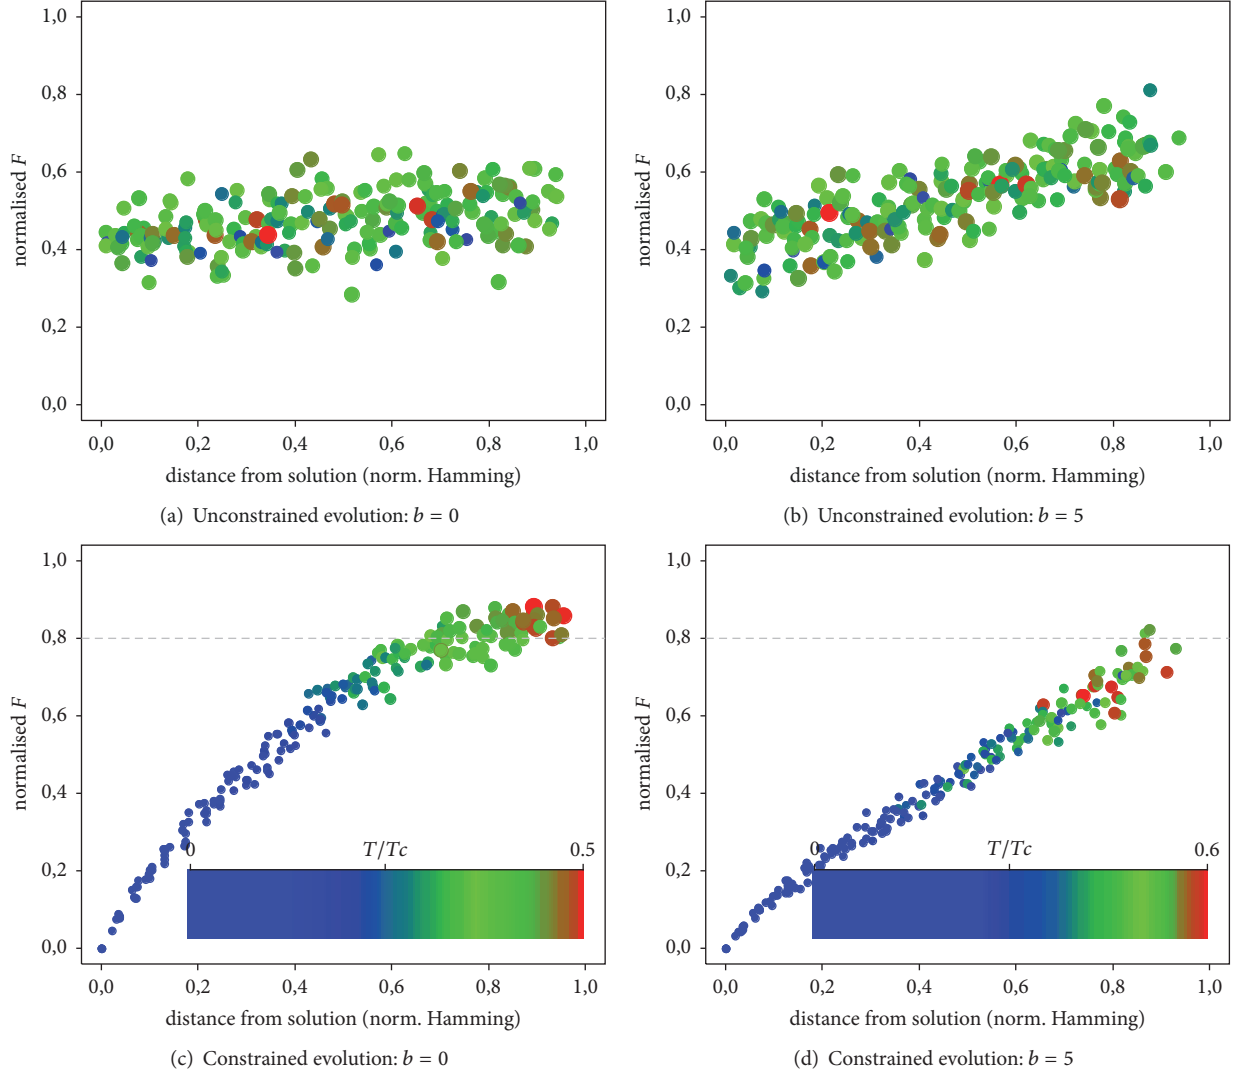 1,0
0,8
0,6
0,4
0,2
0,0
normalised F
0,0 0,2 0,4 0,6 0,8 1,0
distance from solution (norm. Hamming)
(a) Unconstrained evolution: b = 0
1,0
0,8
0,6
0,4
0,2
0,0
normalised F
0,0 0,2 0,4 0,6 0,8 1,0
distance from solution (norm. Hamming)
(b) Unconstrained evolution: b = 5
1,0
0,8
0,6
0,4
0,2
0,0
normalised F
0 T/Tc 0.5
0,0 0,2 0,4 0,6 0,8 1,0
distance from solution (norm. Hamming)
(c) Constrained evolution: b = 0
1,0
0,8
0,6
0,4
0,2
0,0
normalised F
0 T/Tc 0.6
0,0 0,2 0,4 0,6 0,8 1,0
distance from solution (norm. Hamming)
(d) Constrained evolution: b = 5